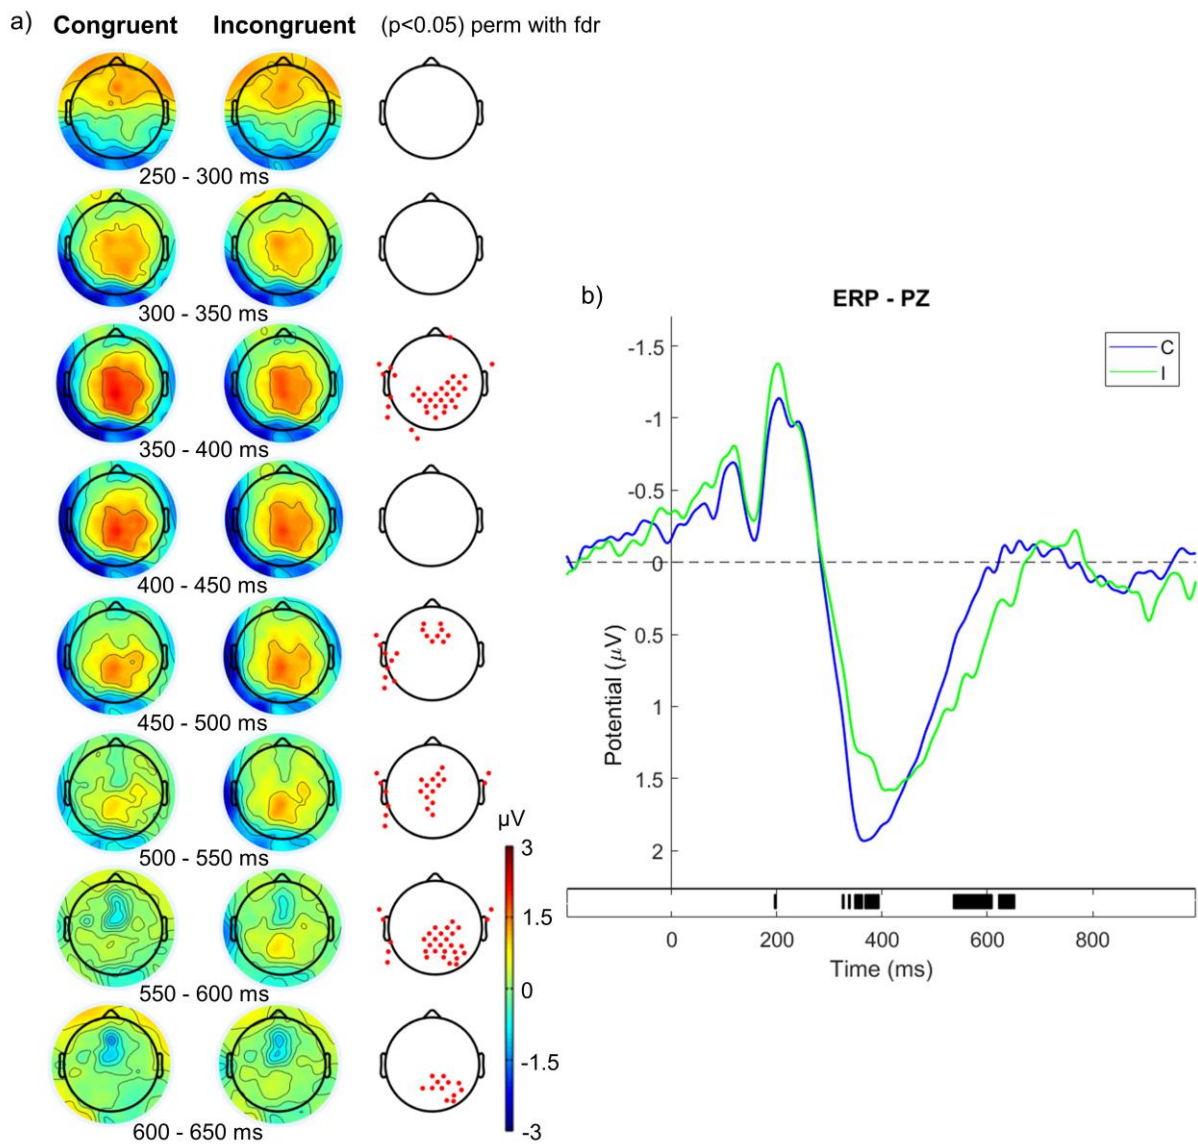 a) Congruent Incongruent (p<0.05) perm with fdr
250 - 300 ms
300 - 350 ms
350 - 400 ms
400 - 450 ms
450 - 500 ms
500 - 550 ms
550 - 600 ms
600 - 650 ms
µV
3
1.5
0
-1.5
-3
b) ERP - PZ
C
I
-1.5
-1
-0.5
0
0.5
1
1.5
2
Potential (µV)
0 200 400 600 800
Time (ms)